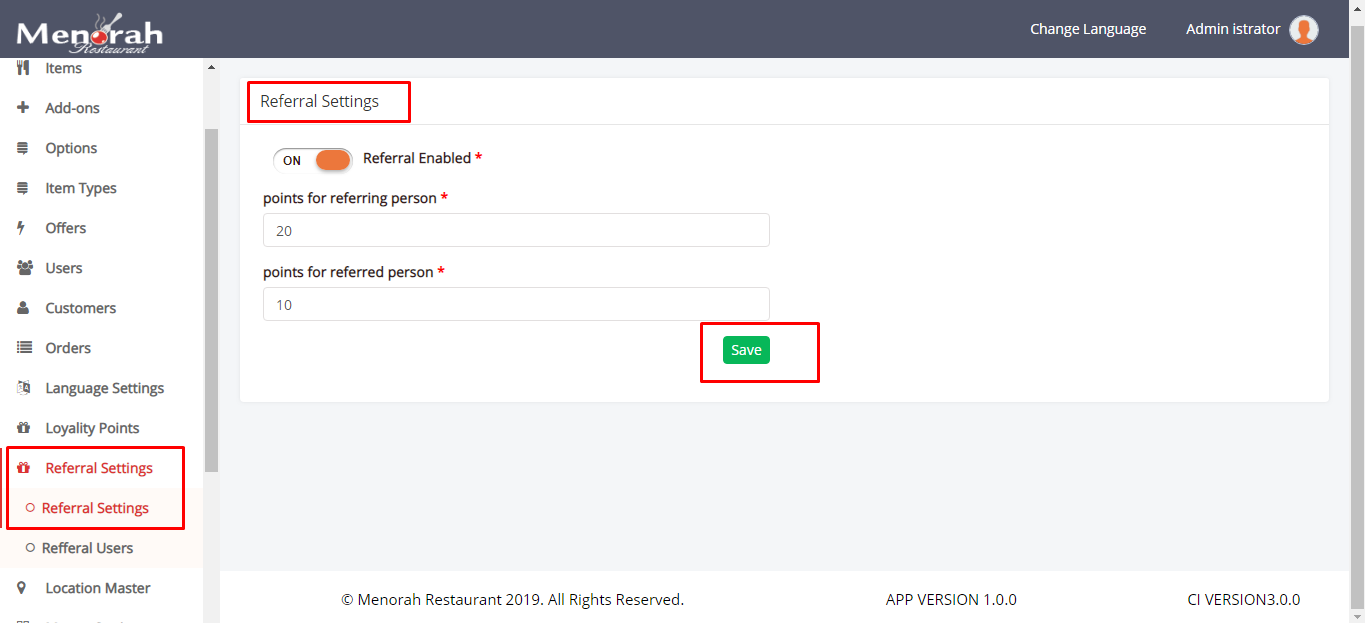 Menorah
Restaurant
Change Language
Admin istrator
Items
Add-ons
Options
Item Types
Offers
Users
Customers
Orders
Language Settings
Loyality Points
Referral Settings
Referral Settings
Refferal Users
Location Master
Referral Settings
ON
Referral Enabled *
points for referring person *
20
points for referred person *
10
Save
© Menorah Restaurant 2019. All Rights Reserved.
APP VERSION 1.0.0
CI VERSION3.0.0